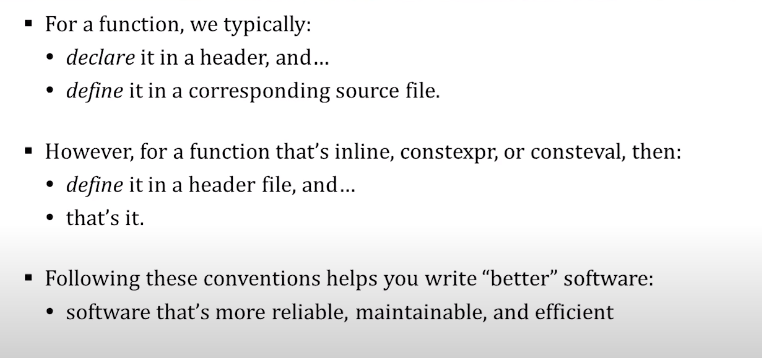 ▪ For a function, we typically:
• declare it in a header, and…
• define it in a corresponding source file.
▪ However, for a function that’s inline, constexpr, or consteval, then:
• define it in a header file, and…
• that’s it.
▪ Following these conventions helps you write “better” software:
• software that’s more reliable, maintainable, and efficient